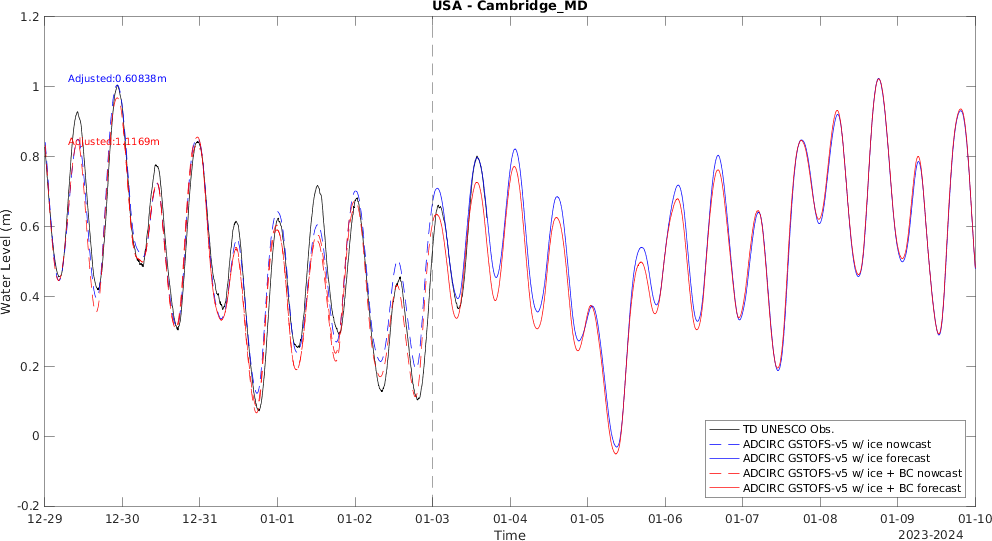 USA - Cambridge_MD
1.2
1
0.8
0.6
0.4
0.2
0
-0.2
Water Level (m)
Adjusted:0.60838m
Adjusted:1.1169m
TD UNESCO Obs.
ADCIRC GSTOFS-v5 w/ ice nowcast
ADCIRC GSTOFS-v5 w/ ice forecast
ADCIRC GSTOFS-v5 w/ ice + BC nowcast
ADCIRC GSTOFS-v5 w/ ice + BC forecast
12-29 12-30 12-31 01-01 01-02 01-03 01-04 01-05 01-06 01-07 01-08 01-09 01-10
Time
2023-2024